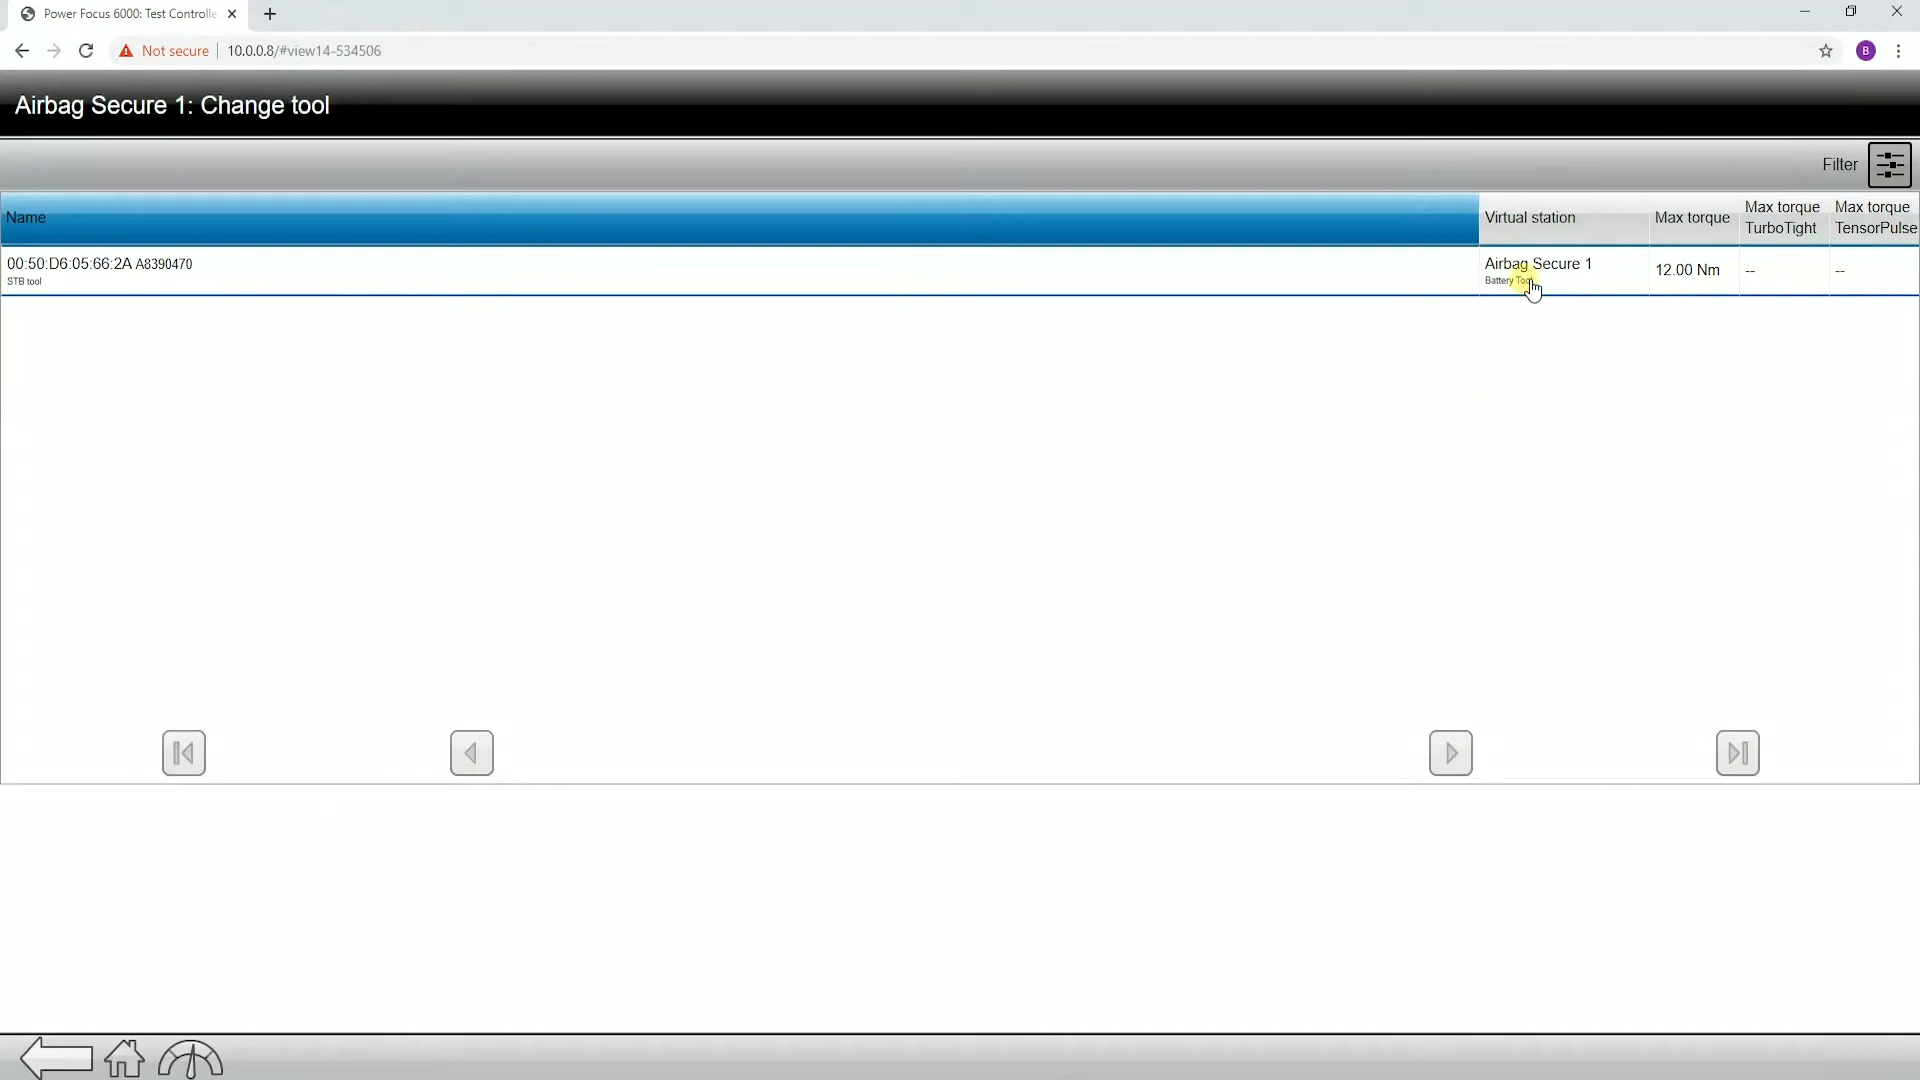 Power Focus 6000: Test Controlle
Not secure
10.0.0.8/#view14-534506
B
Airbag Secure 1: Change tool
Filter
Name
Virtual station
Max torque
Max torque TurboTight
Max torque TensorPulse
00:50:D6:05:66:2A A8390470
STB tool
Airbag Secure 1
Battery Tool
12.00 Nm
--
--